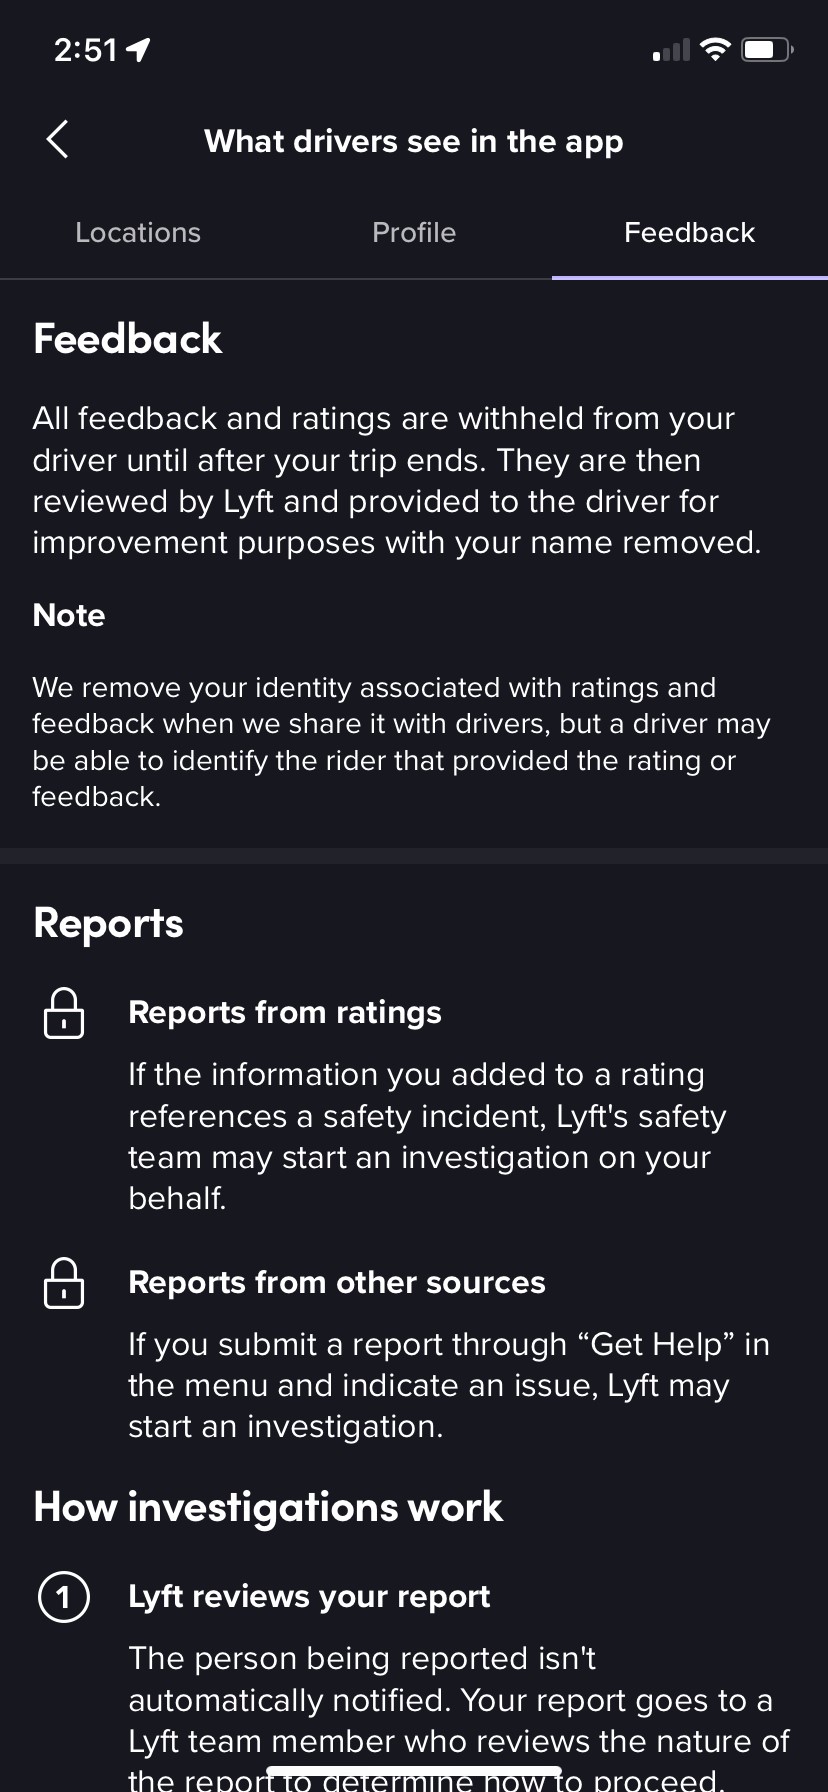 2:51
What drivers see in the app
Locations Profile Feedback
Feedback
All feedback and ratings are withheld from your
driver until after your trip ends. They are then
reviewed by Lyft and provided to the driver for
improvement purposes with your name removed.
Note
We remove your identity associated with ratings and
feedback when we share it with drivers, but a driver may
be able to identify the rider that provided the rating or
feedback.
Reports
Reports from ratings
If the information you added to a rating
references a safety incident, Lyft's safety
team may start an investigation on your
behalf.
Reports from other sources
If you submit a report through “Get Help” in
the menu and indicate an issue, Lyft may
start an investigation.
How investigations work
1 Lyft reviews your report
The person being reported isn't
automatically notified. Your report goes to a
Lyft team member who reviews the nature of
the report to determine how to proceed.